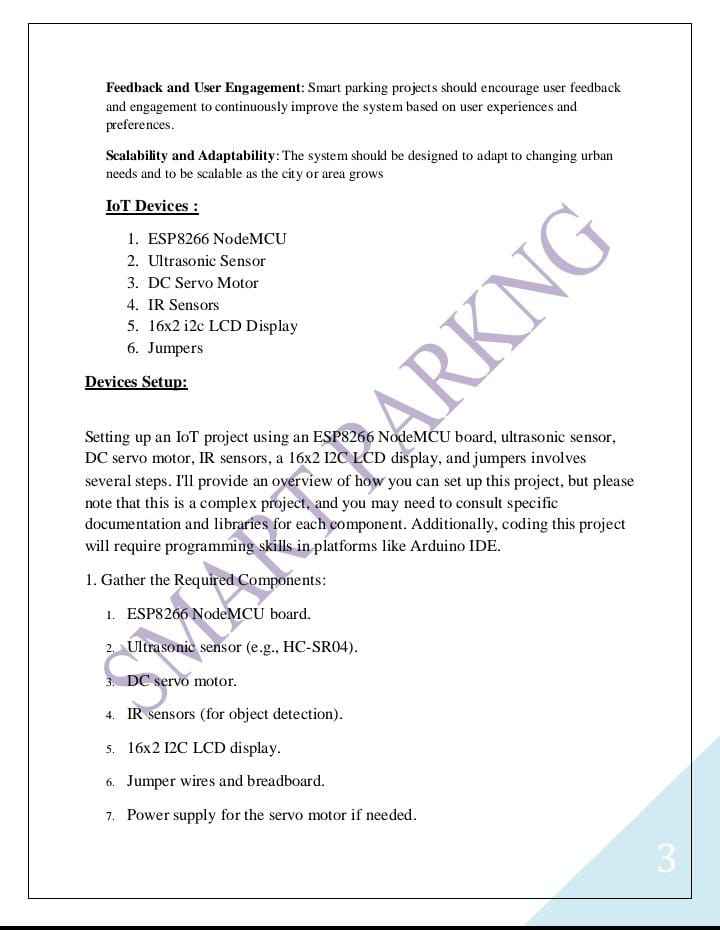 Feedback and User Engagement: Smart parking projects should encourage user feedback
and engagement to continuously improve the system based on user experiences and
preferences.
Scalability and Adaptability: The system should be designed to adapt to changing urban
needs and to be scalable as the city or area grows
IoT Devices :
1. ESP8266 NodeMCU
2. Ultrasonic Sensor
3. DC Servo Motor
4. IR Sensors
5. 16x2 i2c LCD Display
6. Jumpers
Devices Setup:
Setting up an IoT project using an ESP8266 NodeMCU board, ultrasonic sensor,
DC servo motor, IR sensors, a 16x2 I2C LCD display, and jumpers involves
several steps. I'll provide an overview of how you can set up this project, but please
note that this is a complex project, and you may need to consult specific
documentation and libraries for each component. Additionally, coding this project
will require programming skills in platforms like Arduino IDE.
1. Gather the Required Components:
1. ESP8266 NodeMCU board.
2. Ultrasonic sensor (e.g., HC-SR04).
3. DC servo motor.
4. IR sensors (for object detection).
5. 16x2 I2C LCD display.
6. Jumper wires and breadboard.
7. Power supply for the servo motor if needed.
SMART PARKNG
3